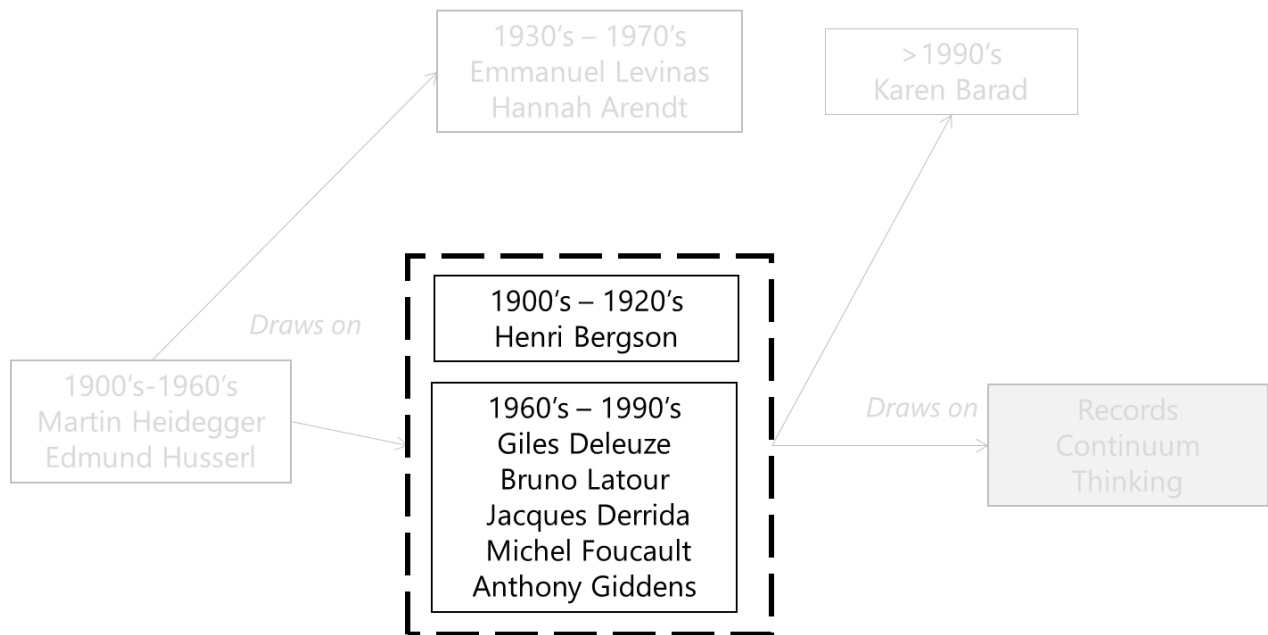 1930's – 1970's
Emmanuel Levinas
Hannah Arendt
>1990's
Karen Barad
Draws on
1900's-1960's
Martin Heidegger
Edmund Husserl
1900's – 1920's
Henri Bergson
1960's – 1990's
Giles Deleuze
Bruno Latour
Jacques Derrida
Michel Foucault
Anthony Giddens
Draws on
Records
Continuum
Thinking